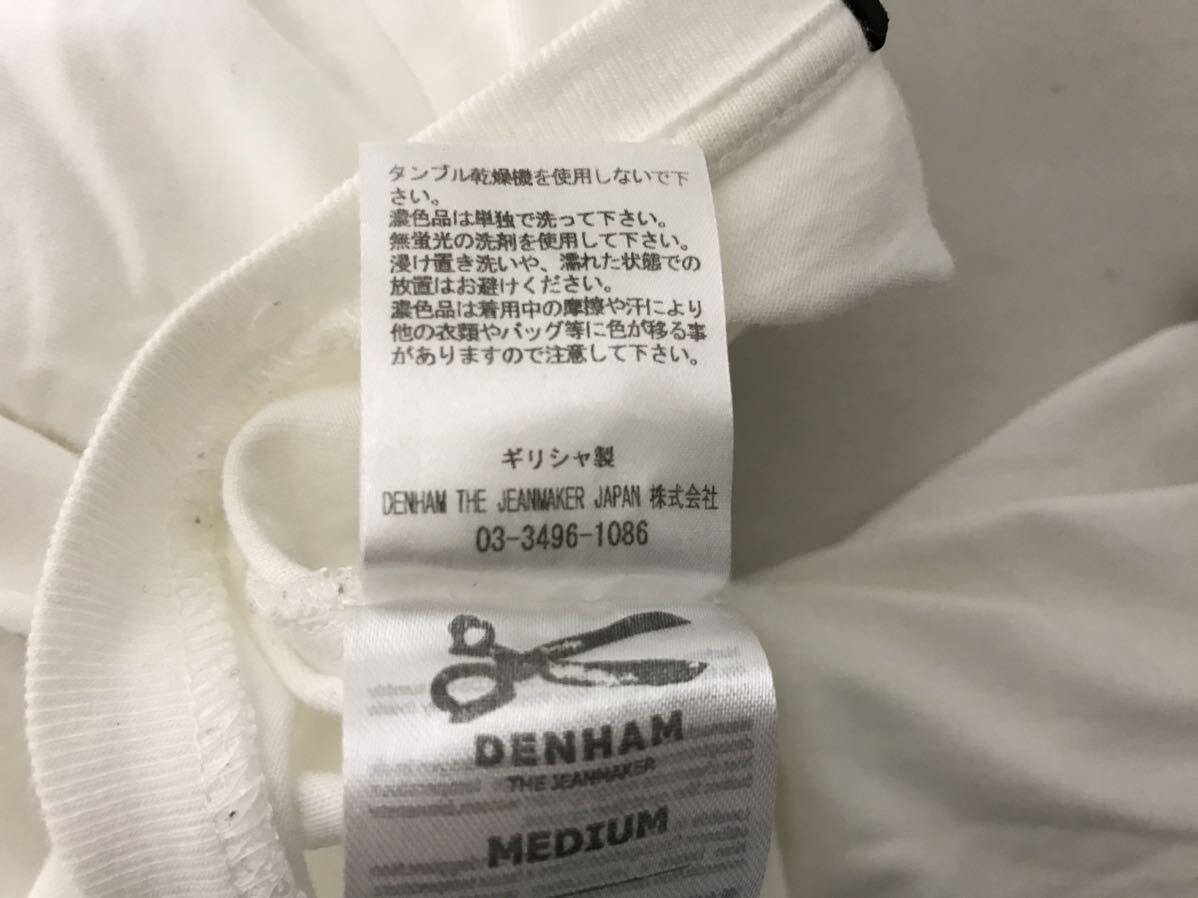 タンブル乾燥機を使用しないで下
さい。
濃色品は単独で洗って下さい。
無蛍光の洗剤を使用して下さい。
浸け置き洗いや、濡れた状態での
放置はお避けください。
濃色品は着用中の摩擦や汗により
他の衣類やバッグ等に色が移る事
がありますので注意して下さい。
ギリシャ製
DENHAM THE JEANMAKER JAPAN 株式会社
03-3496-1086
DENHAM
THE JEANMAKER
MEDIUM